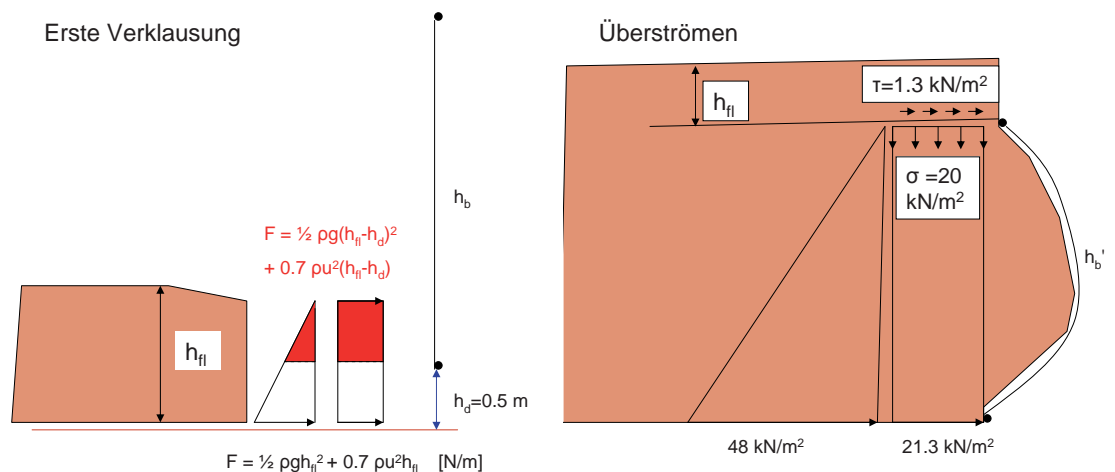 Erste Verklausung
h_b
F = ½ ρg(h_fl-h_d)²
+ 0.7 ρu²(h_fl-h_d)
h_fl
h_d=0.5 m
F = ½ ρgh_fl² + 0.7 ρu²h_fl [N/m]
Überströmen
τ=1.3 kN/m²
h_fl
σ =20
kN/m²
h_b'
48 kN/m²
21.3 kN/m²